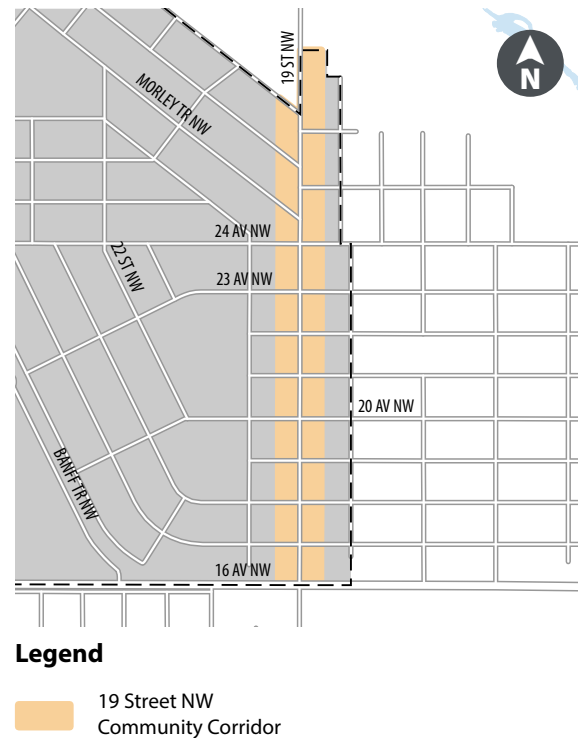 19 ST NW
N
MORLEY TR NW
24 AV NW
22 ST NW
23 AV NW
20 AV NW
BANFF TR NW
16 AV NW
Legend
19 Street NW
Community Corridor